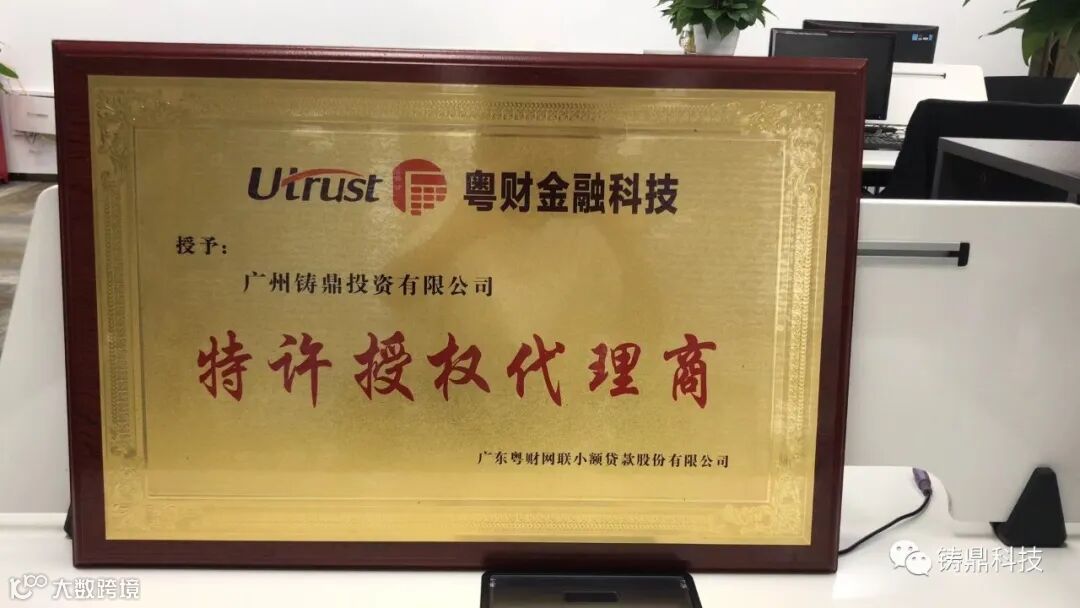 Utrust 粤财金融科技
授予：
广州铸鼎投资有限公司
特许授权代理商
广东粤财网联小额贷款股份有限公司
铸鼎科技
大数跨境